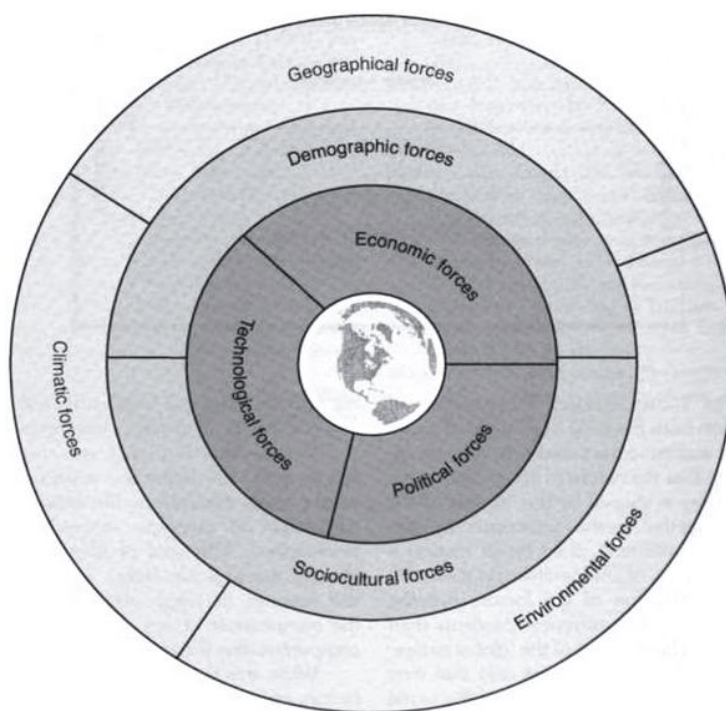 Geographical forces
Demographic forces
Economic forces
Technological forces
Climatic forces
Political forces
Sociocultural forces
Environmental forces